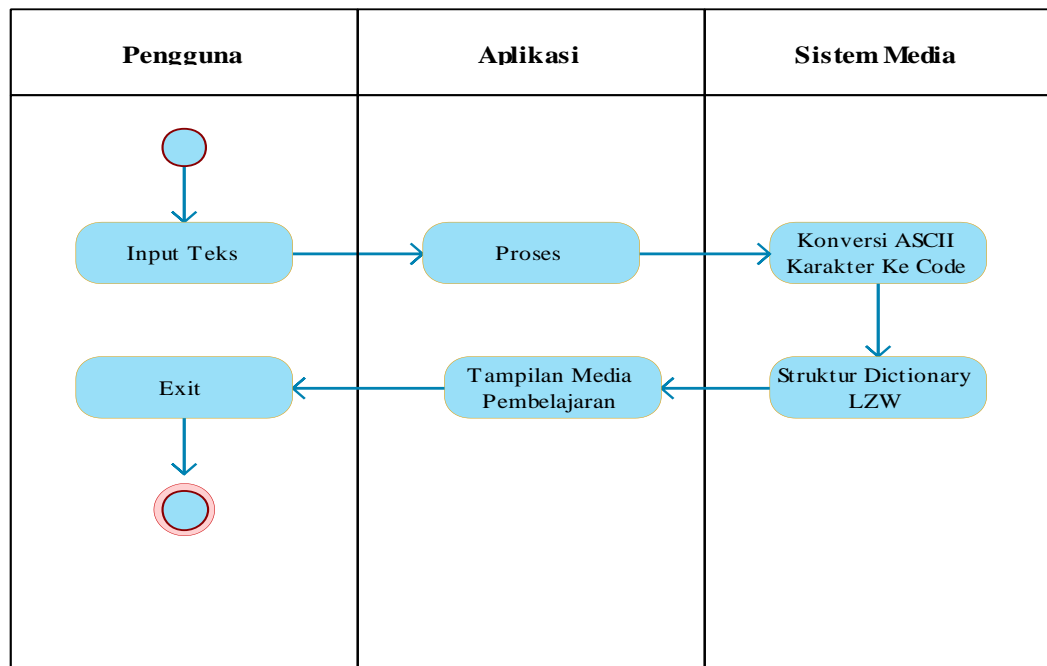 Pengguna
Aplikasi
Sistem Media
Input Teks
Proses
Konversi ASCII
Karakter Ke Code
Exit
Tampilan Media
Pembelajaran
Struktur Dictionary
LZW